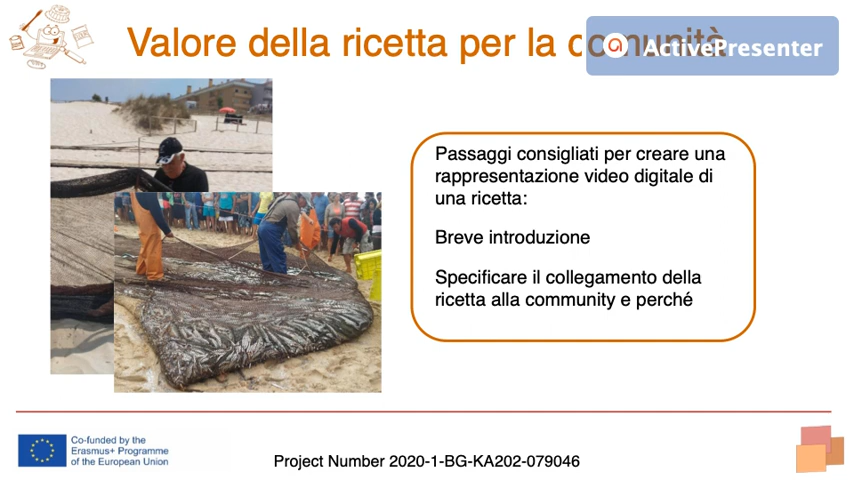 Valore della ricetta per la comunità
ActivePresenter
Passaggi consigliati per creare una
rappresentazione video digitale di
una ricetta:
Breve introduzione
Specificare il collegamento della
ricetta alla community e perché
Co-funded by the
Erasmus+ Programme
of the European Union
Project Number 2020-1-BG-KA202-079046